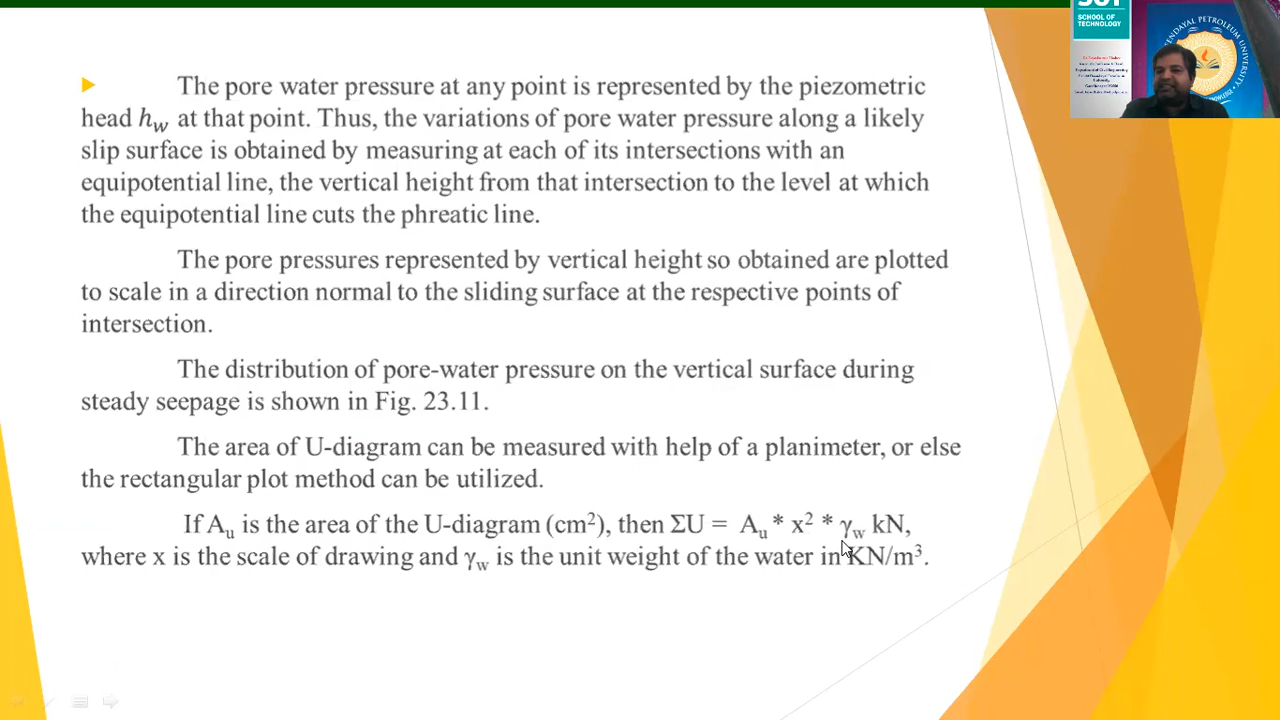 SCHOOL OF
TECHNOLOGY
The pore water pressure at any point is represented by the piezometric
head h_w at that point. Thus, the variations of pore water pressure along a likely
slip surface is obtained by measuring at each of its intersections with an
equipotential line, the vertical height from that intersection to the level at which
the equipotential line cuts the phreatic line.
The pore pressures represented by vertical height so obtained are plotted
to scale in a direction normal to the sliding surface at the respective points of
intersection.
The distribution of pore-water pressure on the vertical surface during
steady seepage is shown in Fig. 23.11.
The area of U-diagram can be measured with help of a planimeter, or else
the rectangular plot method can be utilized.
If A_u is the area of the U-diagram (cm²), then ΣU = A_u * x² * γ_w kN,
where x is the scale of drawing and γ_w is the unit weight of the water in KN/m³.